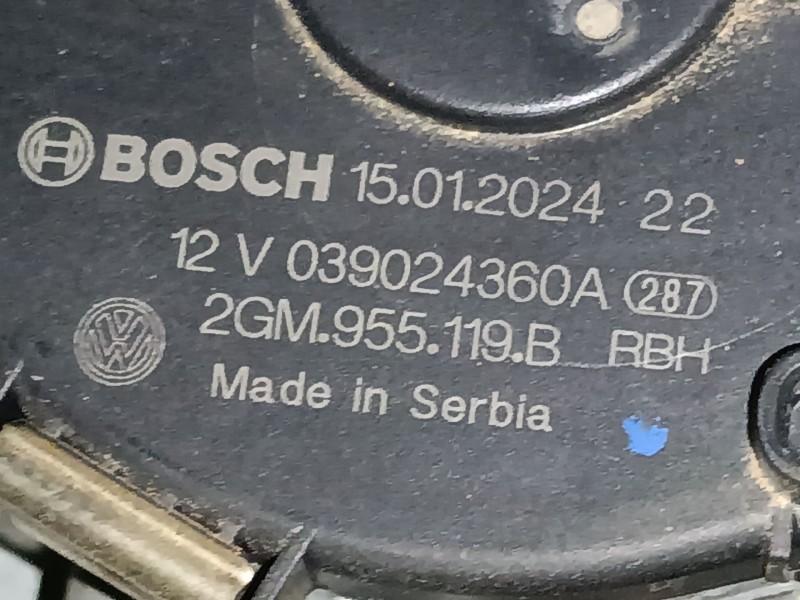 BOSCH 15.01.2024 22
12 V 039024360A 287
2GM.955.119.B RBH
Made in Serbia